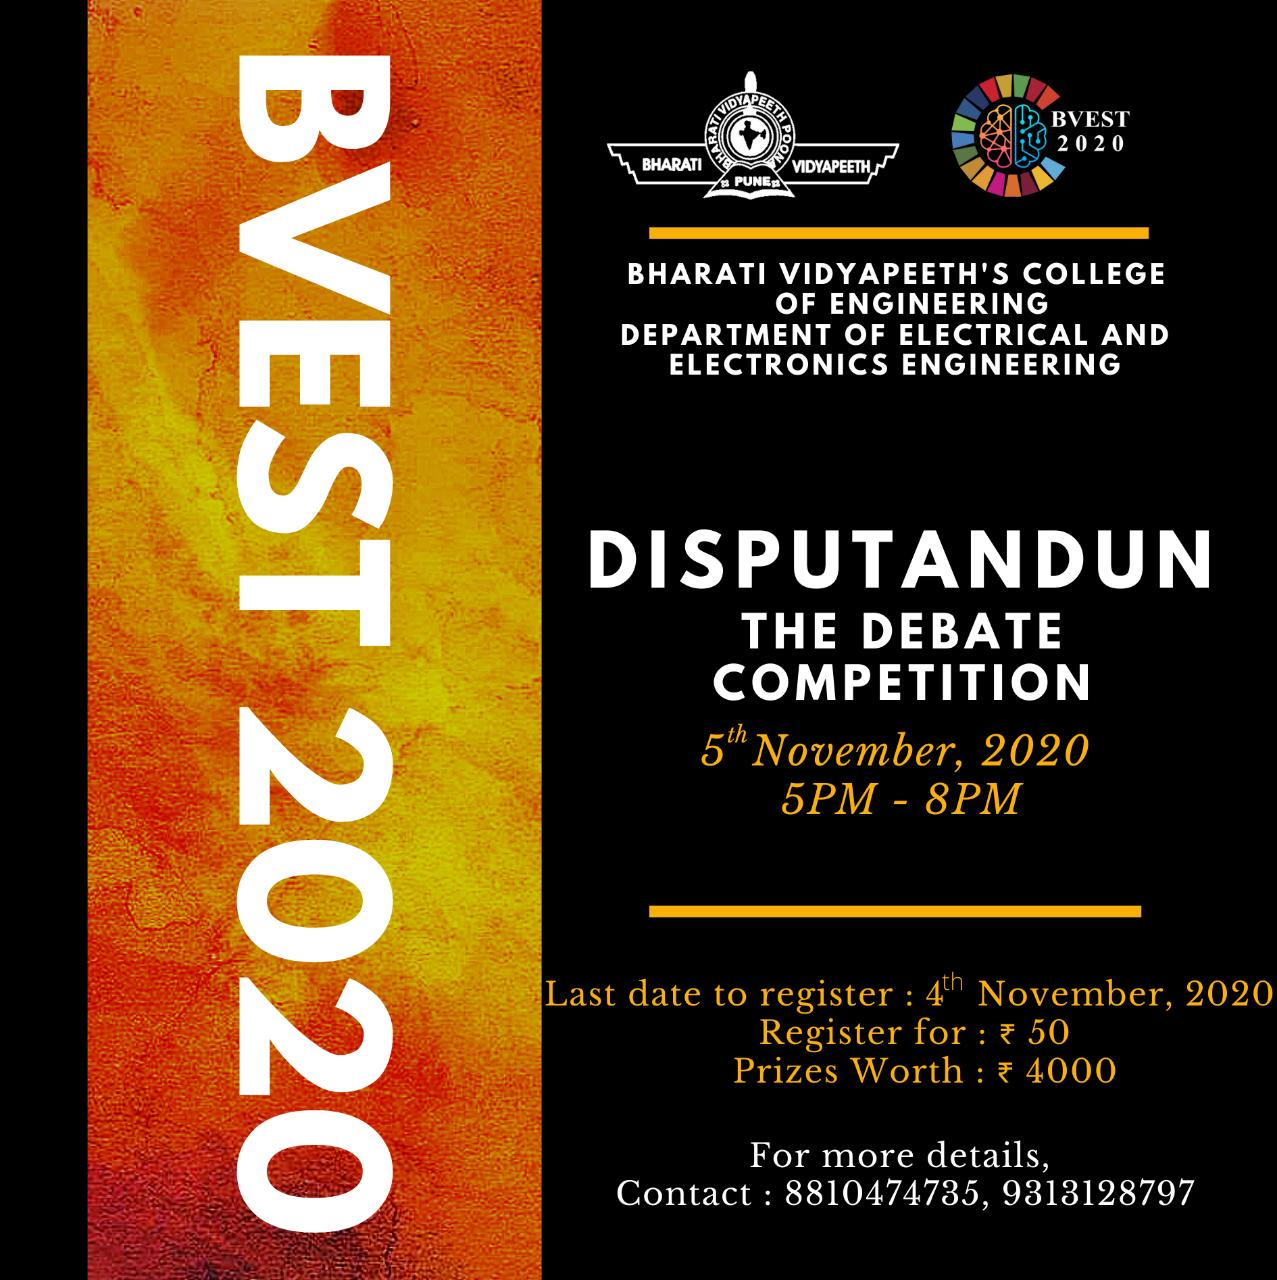 BVEST 2020
BHARATI VIDYAPEETH POONA
BHARATI VIDYAPEETH
PUNE
BVEST
2020
BHARATI VIDYAPEETH'S COLLEGE
OF ENGINEERING
DEPARTMENT OF ELECTRICAL AND
ELECTRONICS ENGINEERING
DISPUTANDUN
THE DEBATE
COMPETITION
5th November, 2020
5PM - 8PM
Last date to register : 4th November, 2020
Register for : ₹ 50
Prizes Worth : ₹ 4000
For more details,
Contact : 8810474735, 9313128797